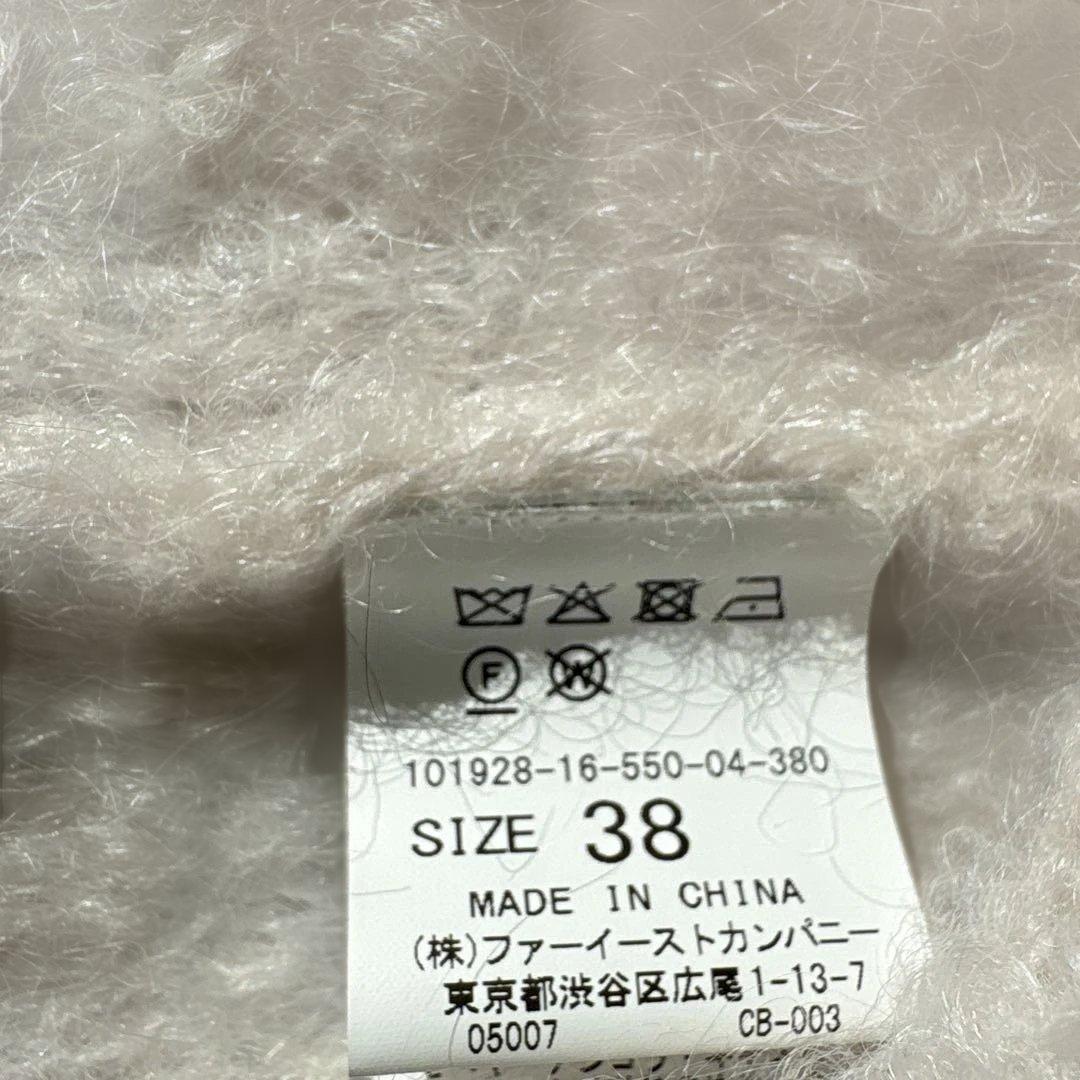 F W
101928-16-550-04-380
SIZE 38
MADE IN CHINA
(株)ファーイーストカンパニー
東京都渋谷区広尾1-13-7
05007 CB-003